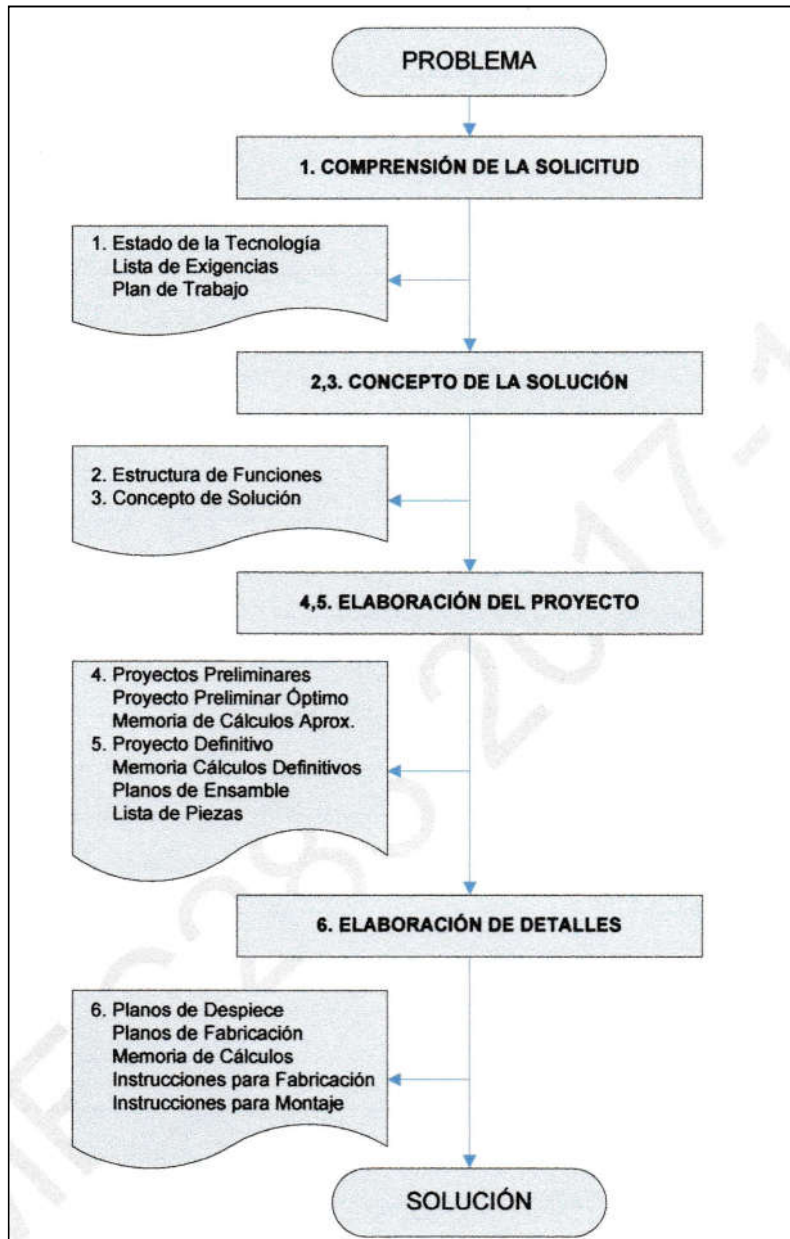 PROBLEMA
1. COMPRENSIÓN DE LA SOLICITUD
1. Estado de la Tecnología
Lista de Exigencias
Plan de Trabajo
2,3. CONCEPTO DE LA SOLUCIÓN
2. Estructura de Funciones
3. Concepto de Solución
4,5. ELABORACIÓN DEL PROYECTO
4. Proyectos Preliminares
Proyecto Preliminar Óptimo
Memoria de Cálculos Aprox.
5. Proyecto Definitivo
Memoria Cálculos Definitivos
Planos de Ensamble
Lista de Piezas
6. ELABORACIÓN DE DETALLES
6. Planos de Despiece
Planos de Fabricación
Memoria de Cálculos
Instrucciones para Fabricación
Instrucciones para Montaje
SOLUCIÓN